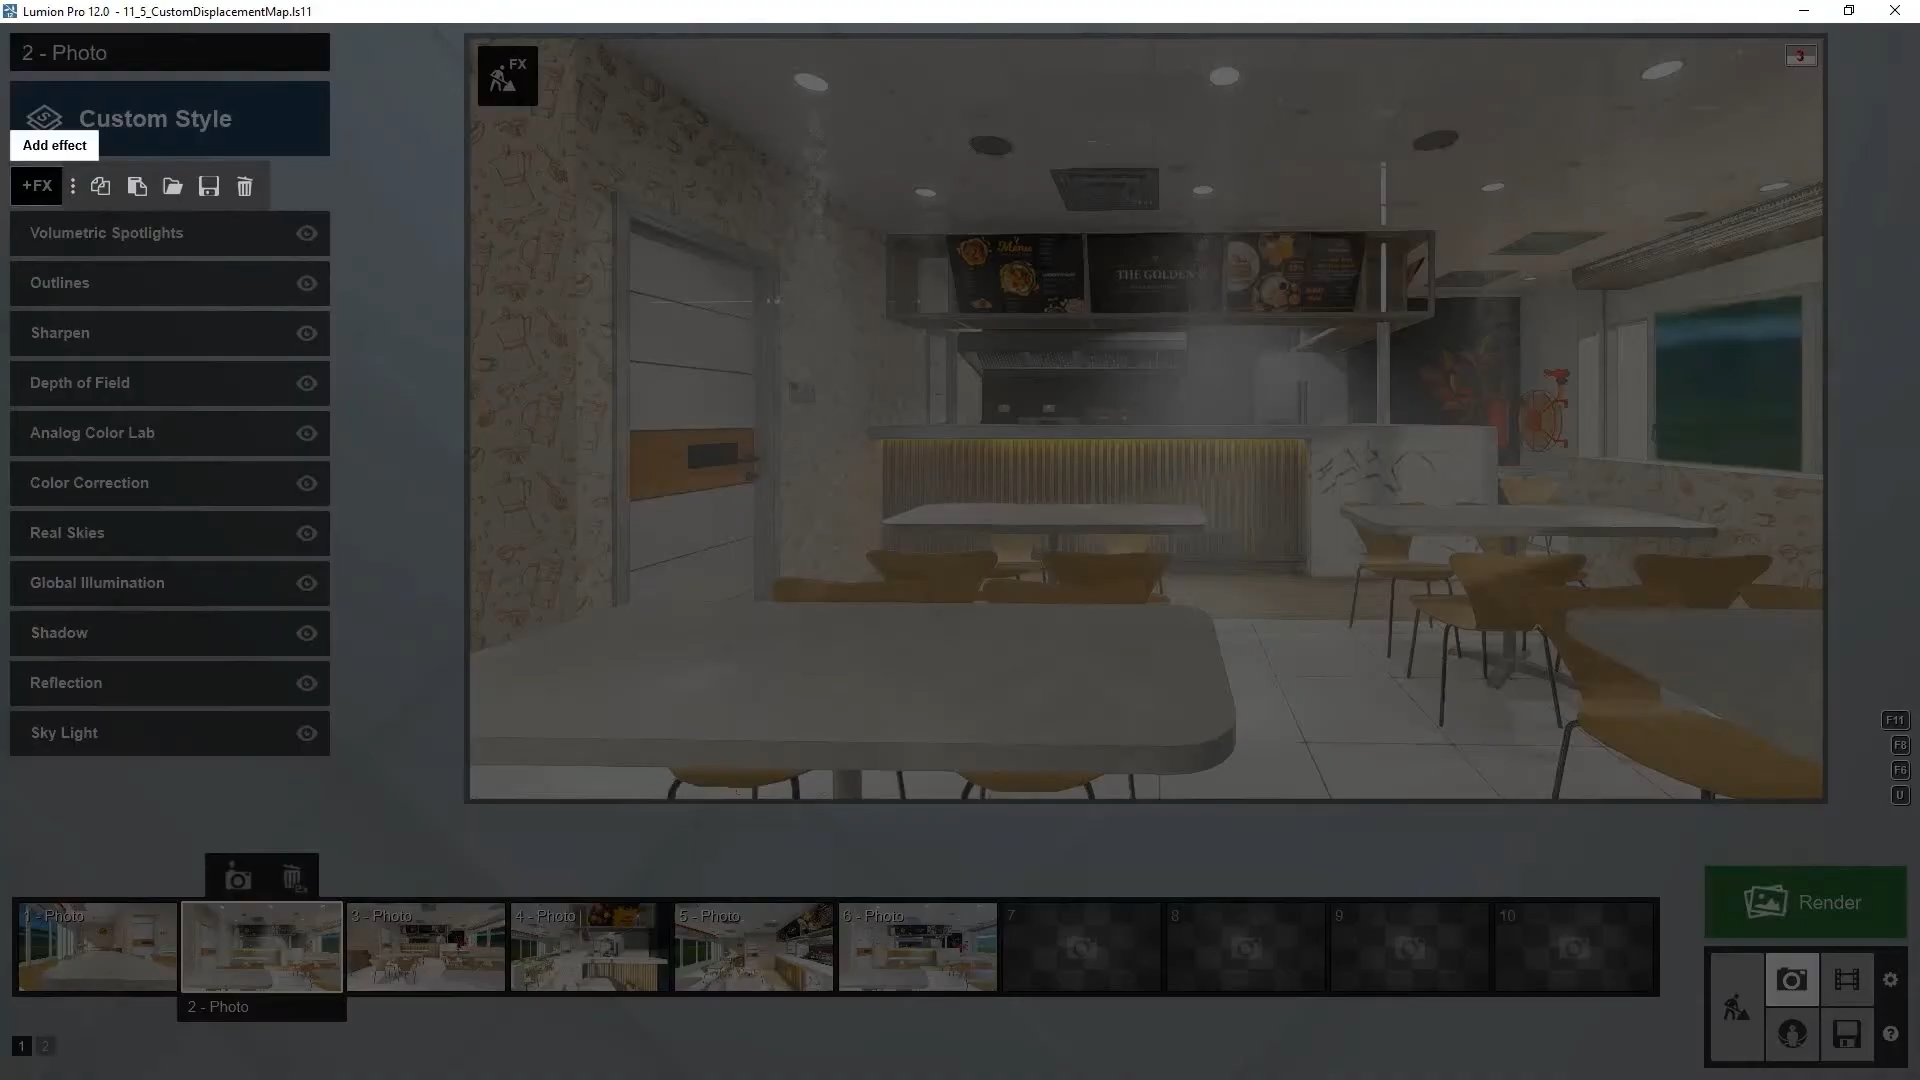 Lumion Pro 12.0 - 11_5_CustomDisplacementMap.ls11
2 - Photo
Custom Style
Add effect
+FX
Volumetric Spotlights
Outlines
Sharpen
Depth of Field
Analog Color Lab
Color Correction
Real Skies
Global Illumination
Shadow
Reflection
Sky Light
FX
3
Menu
THE GOLDEN
F11
F8
F6
U
1 - Photo
3 - Photo
4 - Photo
5 - Photo
6 - Photo
7
8
9
10
2 - Photo
Render
1 2